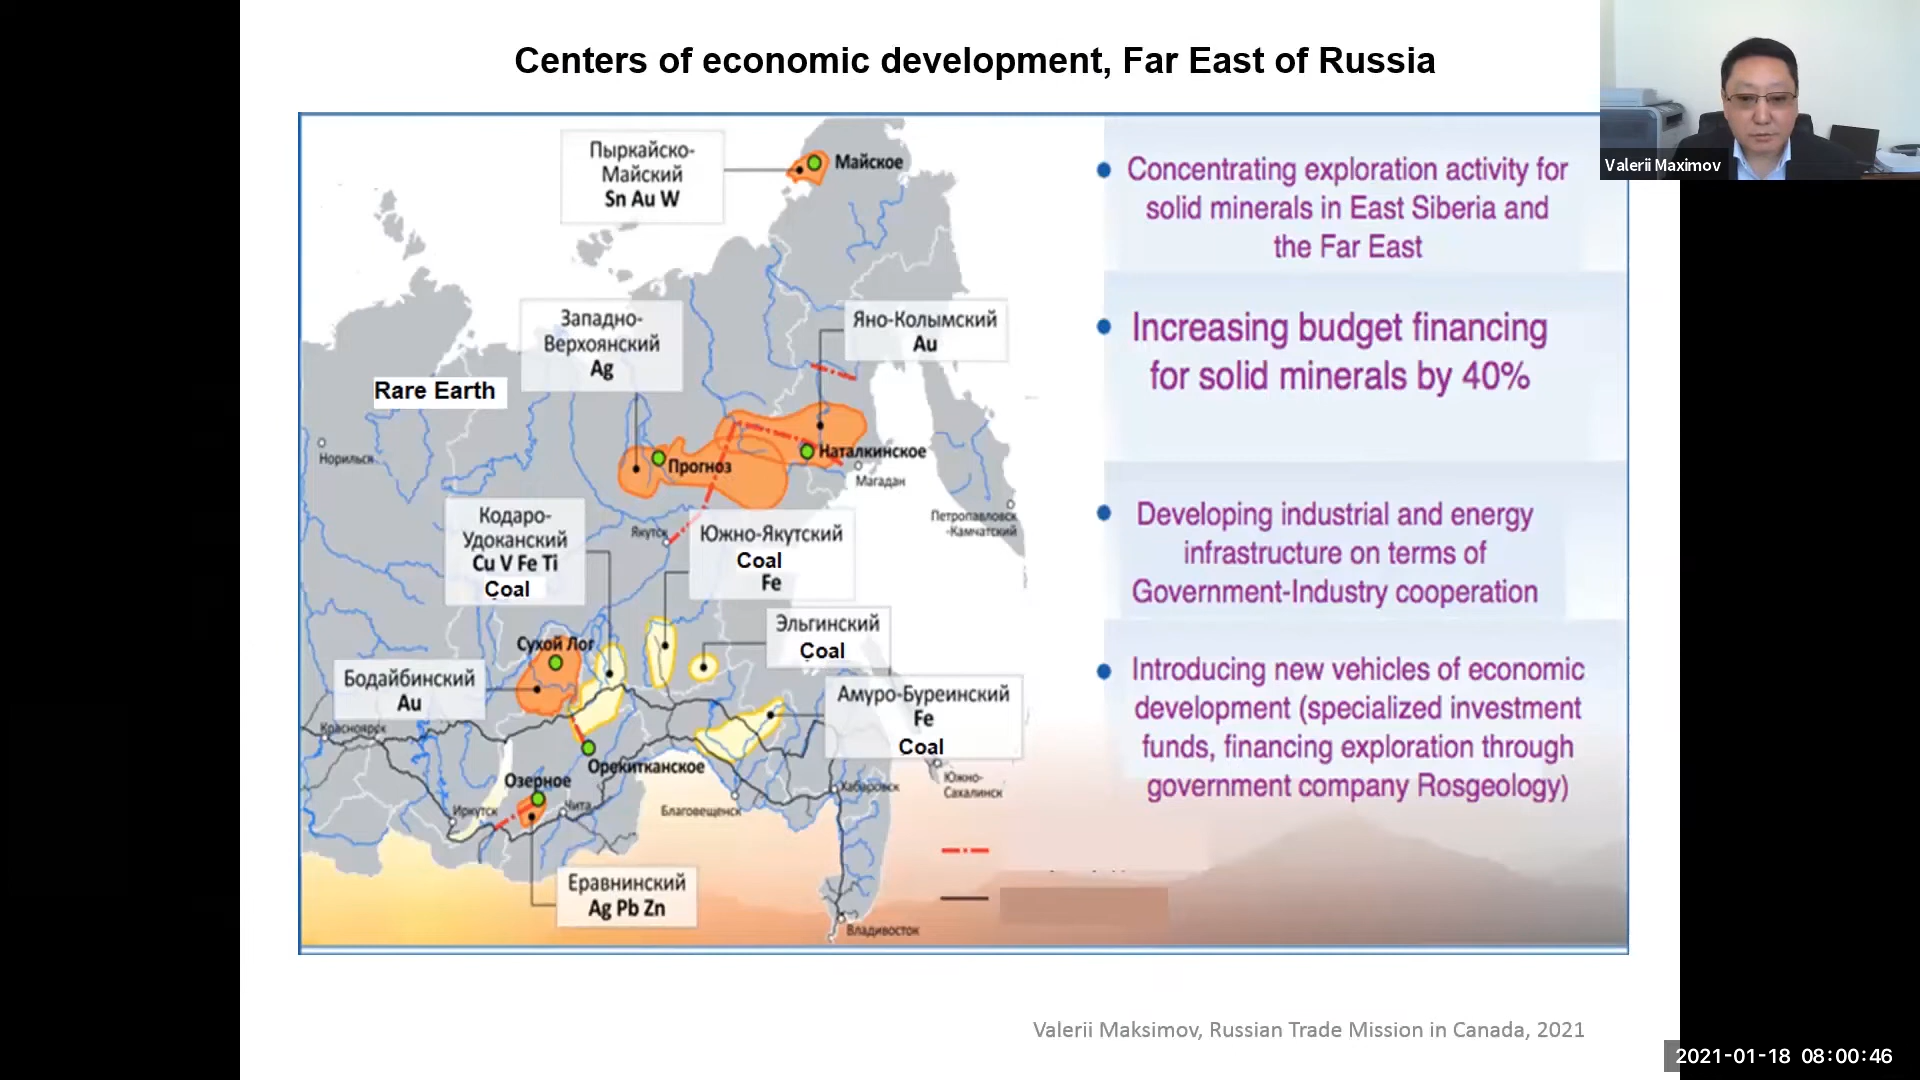 Centers of economic development, Far East of Russia
Valerii Maximov
Пыркайско-
Майский
Sn Au W
Майское
Западно-
Верхоянский
Ag
Яно-Колымский
Au
Rare Earth
Норильск
Прогноз
Наталкинское
Магадан
Петропавловск
-Камчатский
Якутск
Кодаро-
Удоканский
Cu V Fe Ti
Coal
Южно-Якутский
Coal
Fe
Эльгинский
Coal
Сухой Лог
Бодайбинский
Au
Амуро-Буреинский
Fe
Coal
Красноярск
Орекитканское
Озерное
Иркутск
Чита
Благовещенск
Хабаровск
Южно-
Сахалинск
Еравнинский
Ag Pb Zn
Владивосток
• Concentrating exploration activity for
solid minerals in East Siberia and
the Far East
• Increasing budget financing
for solid minerals by 40%
• Developing industrial and energy
infrastructure on terms of
Government-Industry cooperation
• Introducing new vehicles of economic
development (specialized investment
funds, financing exploration through
government company Rosgeology)
Valerii Maksimov, Russian Trade Mission in Canada, 2021
2021-01-18 08:00:46